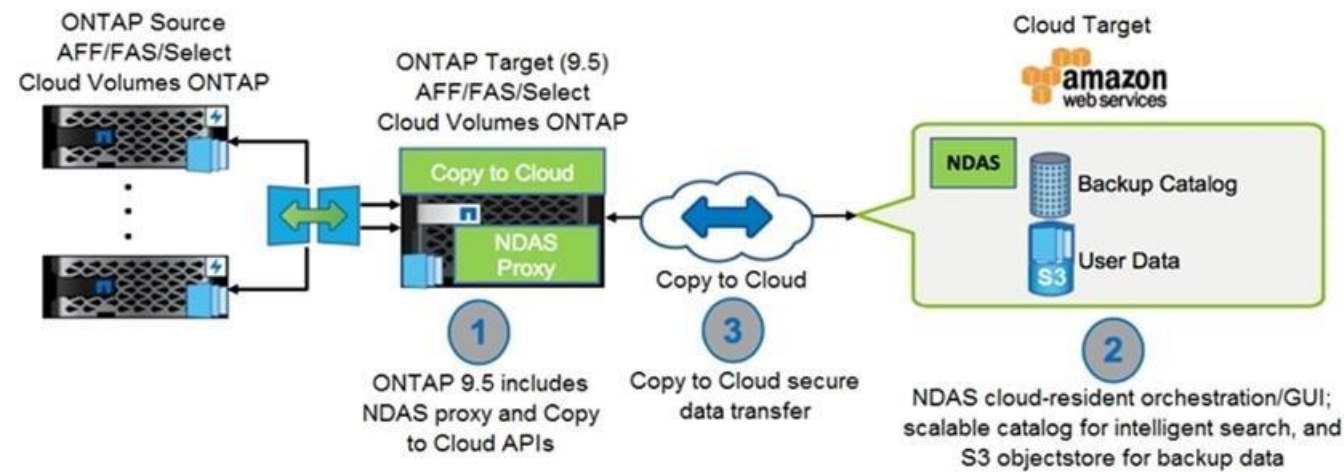 ONTAP Source
AFF/FAS/Select
Cloud Volumes ONTAP
ONTAP Target (9.5)
AFF/FAS/Select
Cloud Volumes ONTAP
Copy to Cloud
NDAS
Proxy
1
ONTAP 9.5 includes
NDAS proxy and Copy
to Cloud APIs
Copy to Cloud
3
Copy to Cloud secure
data transfer
Cloud Target
amazon
web services
NDAS
Backup Catalog
User Data
S3
2
NDAS cloud-resident orchestration/GUI;
scalable catalog for intelligent search, and
S3 objectstore for backup data